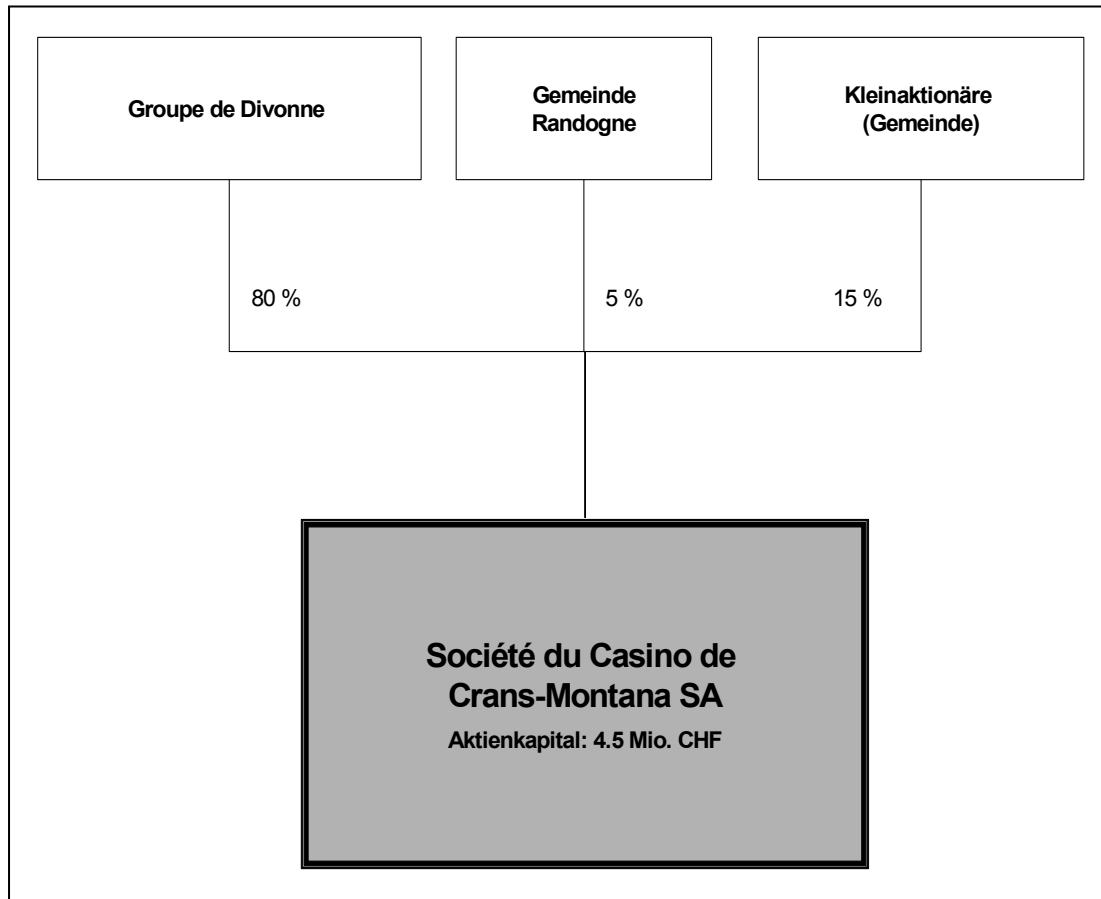 Groupe de Divonne
Gemeinde
Randogne
Kleinaktionäre
(Gemeinde)
80 %
5 %
15 %
Société du Casino de
Crans-Montana SA
Aktienkapital: 4.5 Mio. CHF